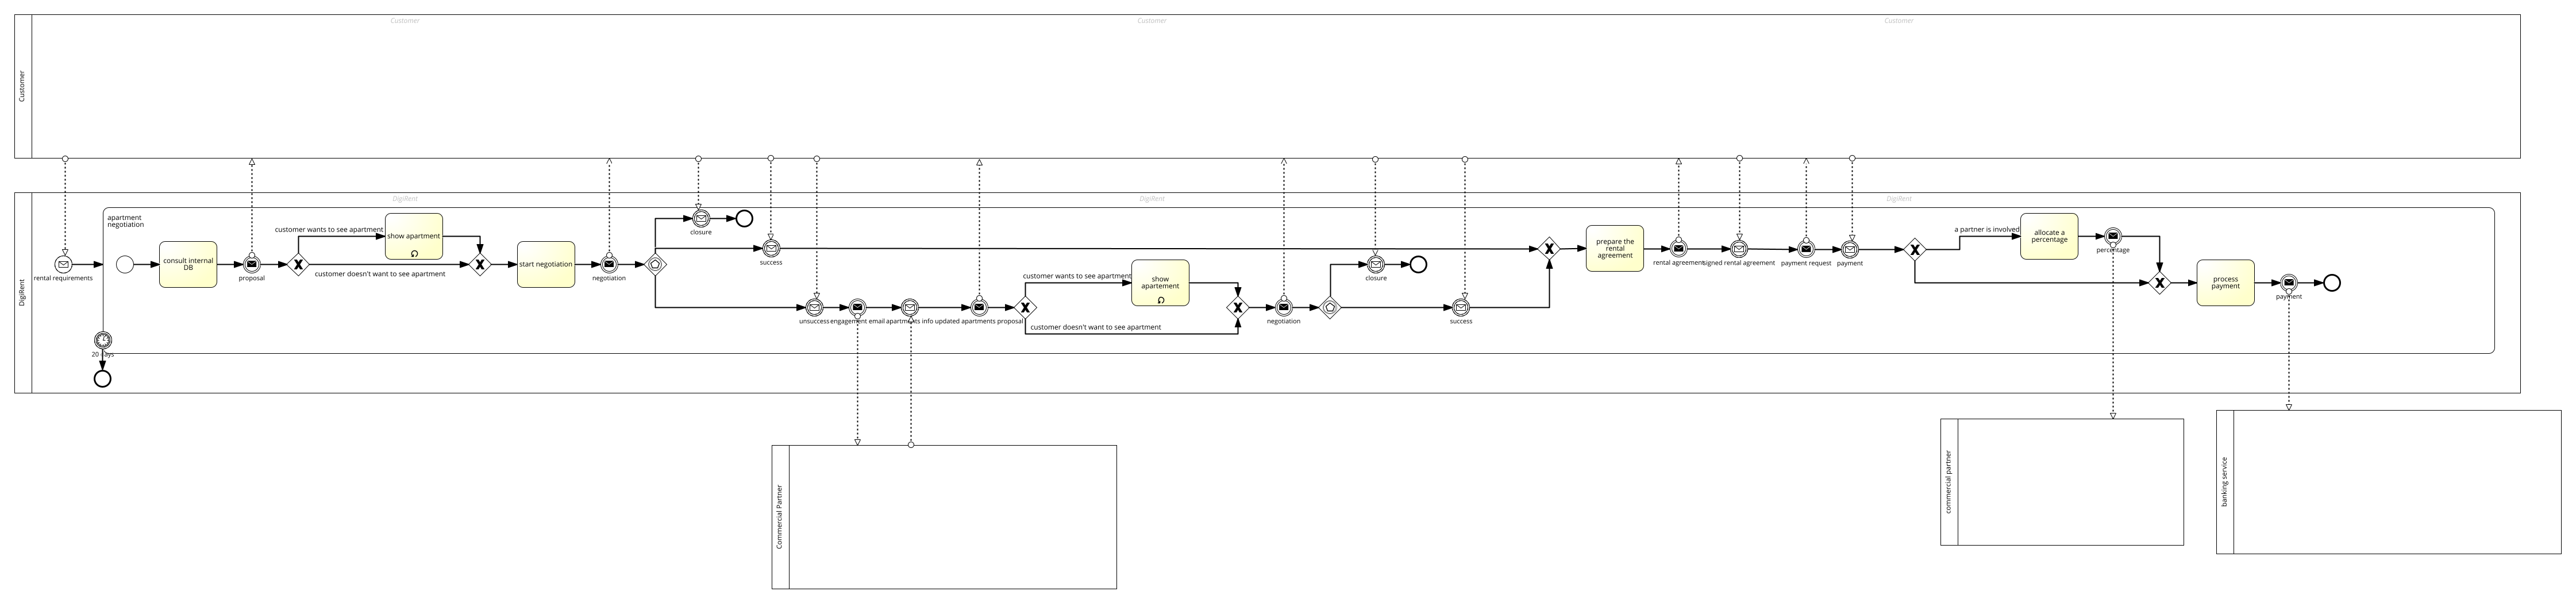 Customer
Customer
Customer
Customer
DigiRent
DigiRent
DigiRent
DigiRent
apartment
negotiation
rental requirements
consult internal
DB
proposal
customer wants to see apartment
show apartment
customer doesn't want to see apartment
start negotiation
negotiation
closure
success
unsuccess
engagement email
apartments info
updated apartments proposal
customer wants to see apartment
show
apartement
customer doesn't want to see apartment
negotiation
closure
success
prepare the
rental
agreement
rental agreement
signed rental agreement
payment request
payment
a partner is involved
allocate a
percentage
percentage
process
payment
payment
20 days
Commercial Partner
commercial partner
banking service